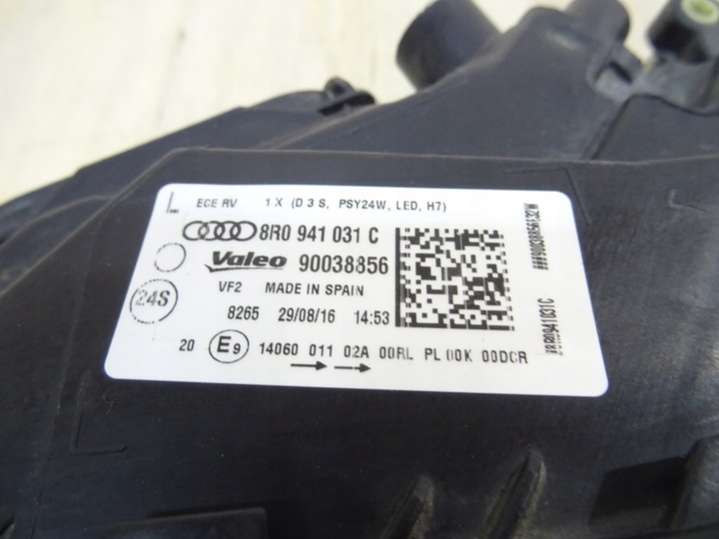 L ECE RV 1 X (D 3 S, PSY24W, LED, H7)
8R0 941 031 C
Valeo 90038856
24S VF2 MADE IN SPAIN
8265 29/08/16 14:53
20 E9 14060 011 02A 00RL PL 00K 00DCR
#8R0941031C